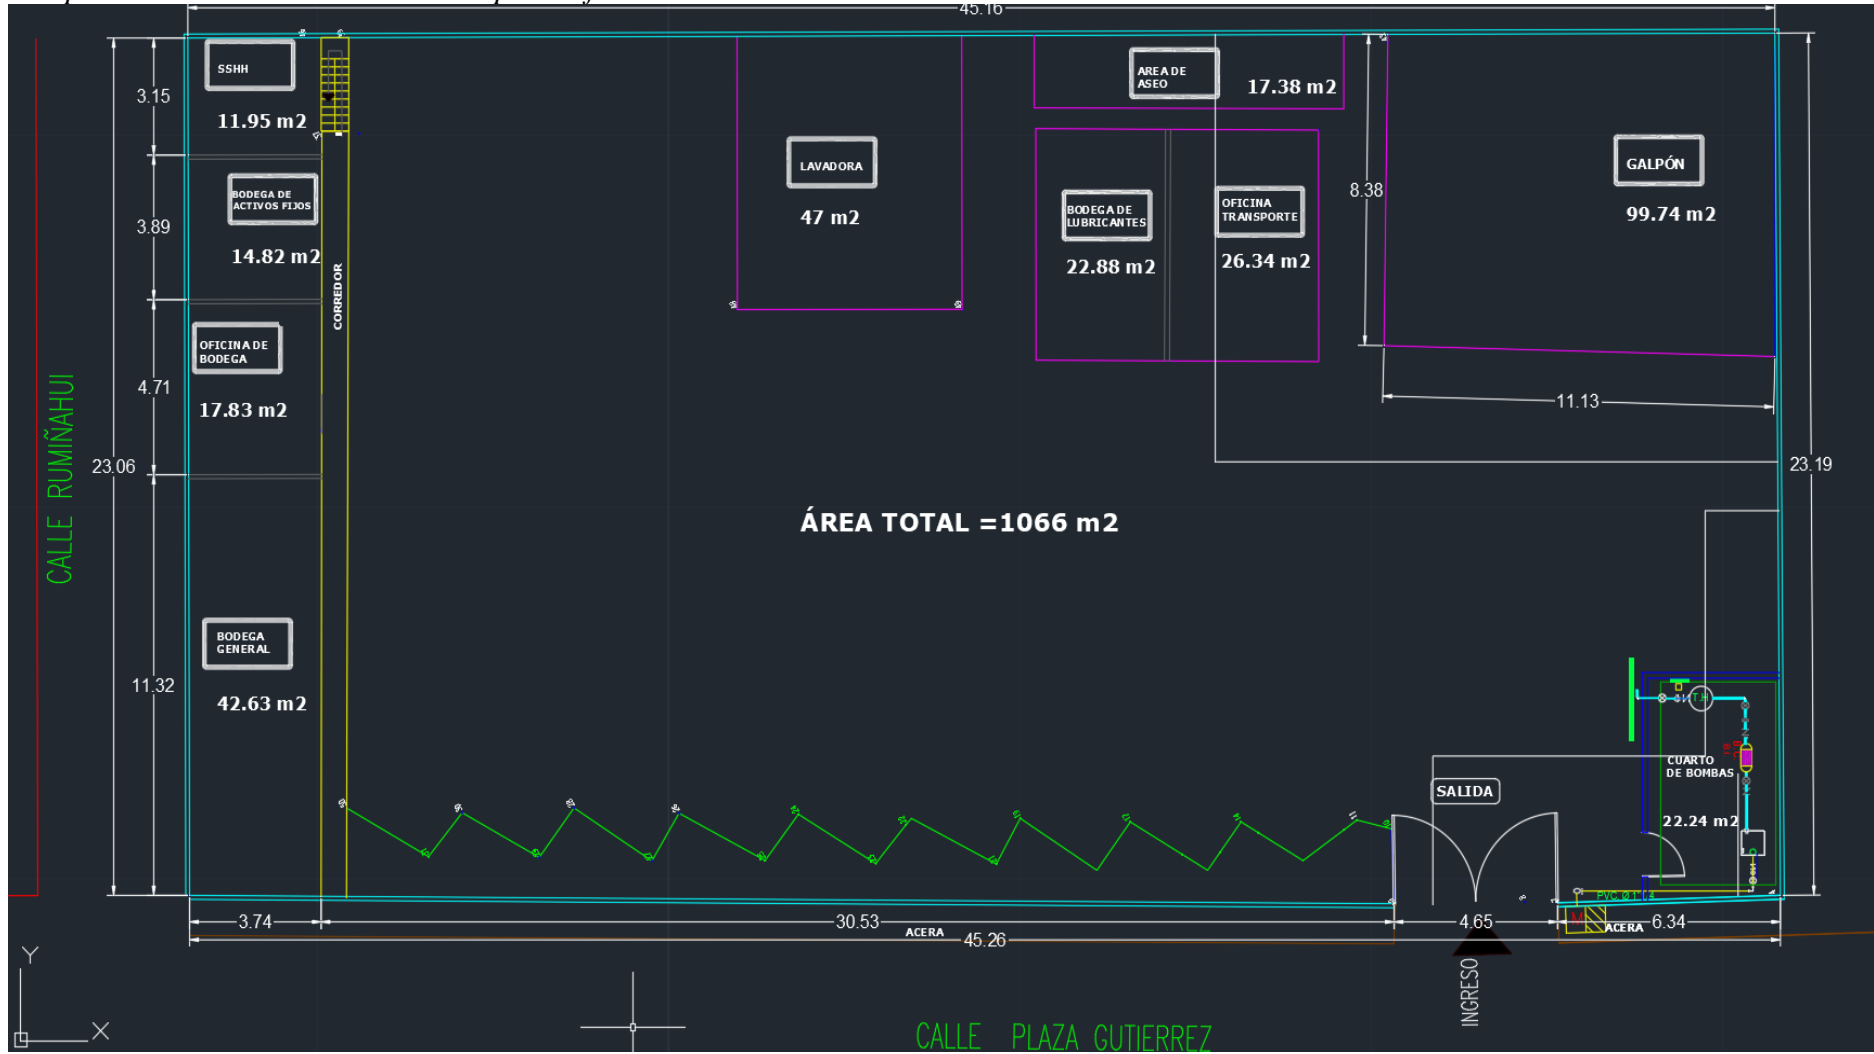 45.16
SSHH
11.95 m2
3.15
BODEGA DE
ACTIVOS FIJOS
14.82 m2
3.89
OFICINA DE
BODEGA
17.83 m2
4.71
23.06
CALLE RUMIÑAHUI
BODEGA
GENERAL
42.63 m2
11.32
CORREDOR
LAVADORA
47 m2
AREA DE
ASEO
17.38 m2
BODEGA DE
LUBRICANTES
22.88 m2
OFICINA
TRANSPORTE
26.34 m2
8.38
GALPÓN
99.74 m2
11.13
23.19
ÁREA TOTAL =1066 m2
SALIDA
T.H
CUARTO
DE BOMBAS
22.24 m2
M
3.74
30.53
4.65
6.34
ACERA
ACERA
45.26
INGRESO
Y
X
CALLE PLAZA GUTIERREZ